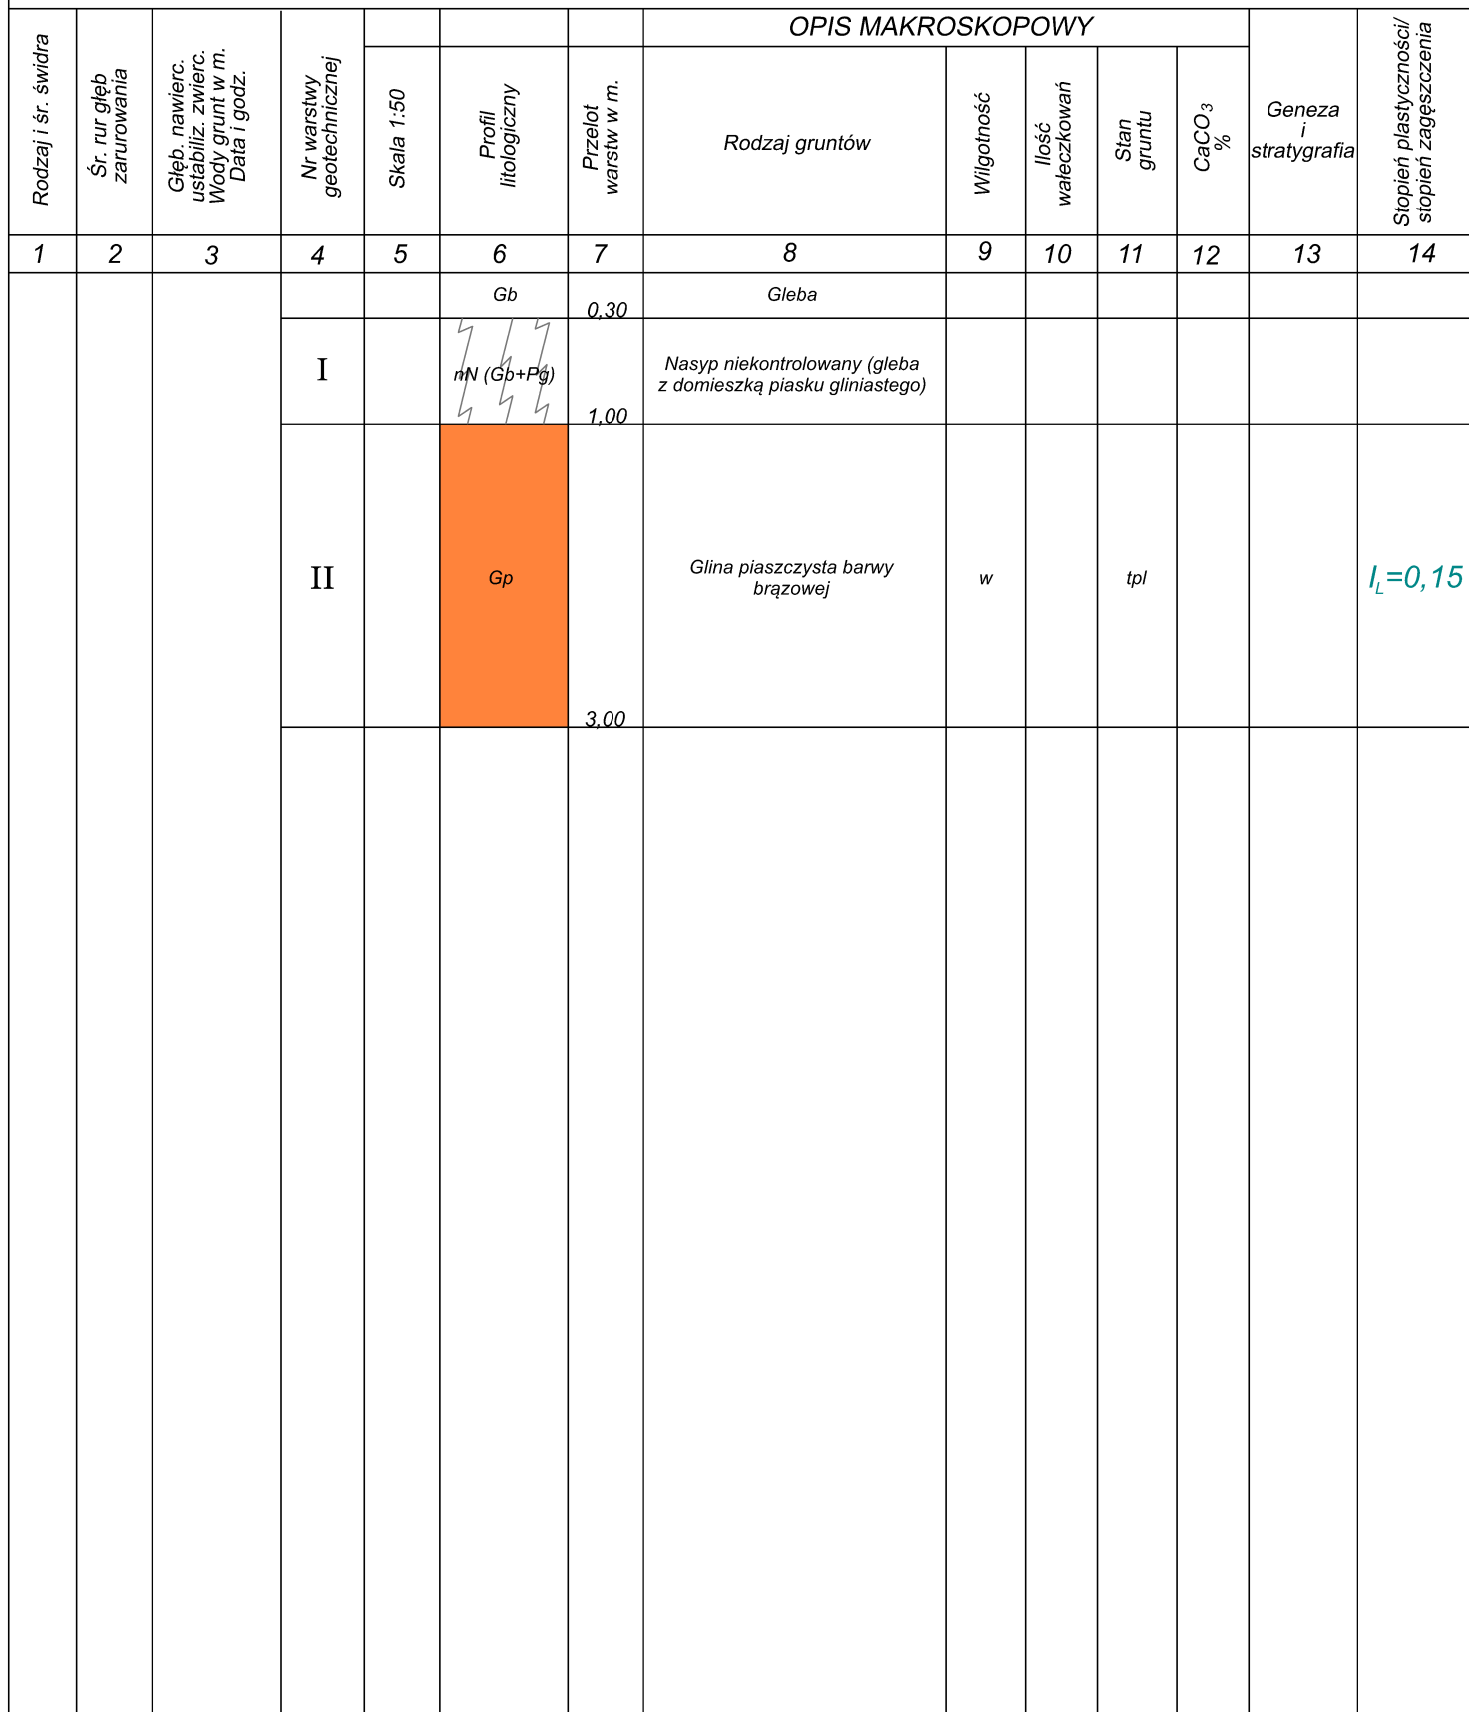 OPIS MAKROSKOPOWY
Rodzaj i śr. świdra
Śr. rur głęb
zarurowania
Głęb. nawierc.
ustabiliz. zwierc.
Wody grunt w m.
Data i godz.
Nr warstwy
geotechnicznej
Skala 1:50
Profil
litologiczny
Przelot
warstw w m.
Rodzaj gruntów
Wilgotność
Ilość
wałeczkowań
Stan
gruntu
CaCO3
%
Geneza
i
stratygrafia
Stopień plastyczności/
stopień zagęszczenia
1 2 3 4 5 6 7 8 9 10 11 12 13 14
Gb
Gleba
0,30
I
mN (Gb+Pg)
Nasyp niekontrolowany (gleba
z domieszką piasku gliniastego)
1,00
II
Gp
Glina piaszczysta barwy
brązowej
w
tpl
IL=0,15
3,00